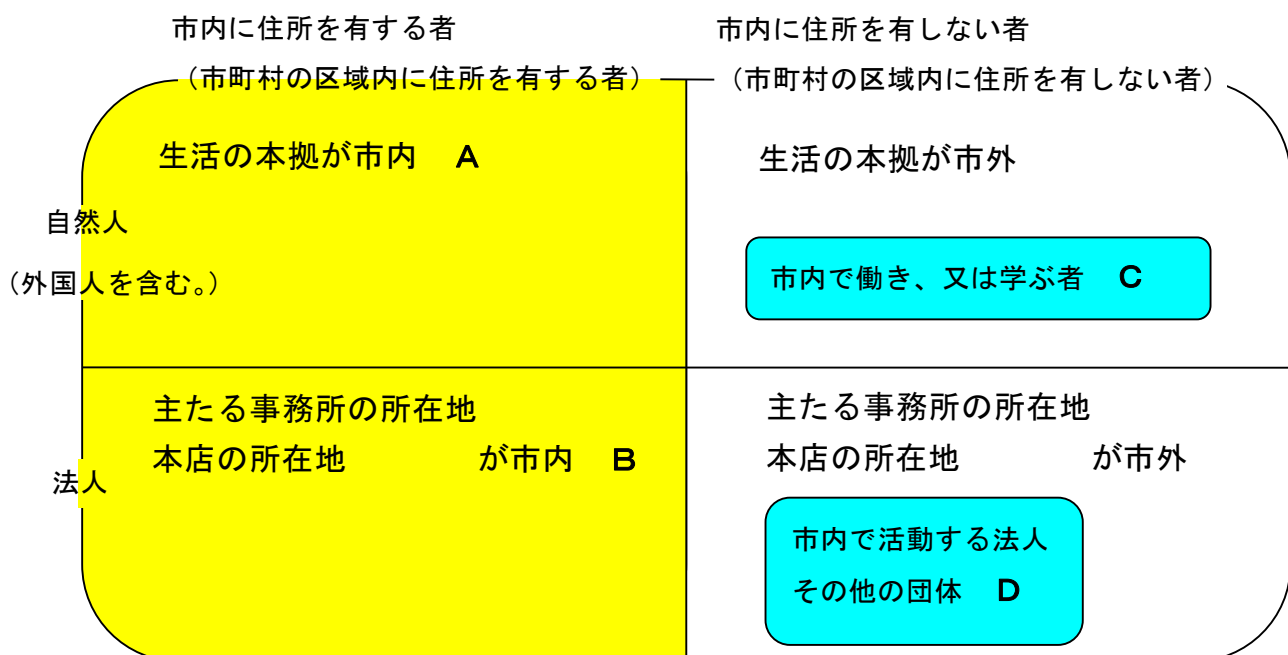 市内に住所を有する者
(市町村の区域内に住所を有する者)
市内に住所を有しない者
(市町村の区域内に住所を有しない者)
生活の本拠が市内 A
生活の本拠が市外
自然人
(外国人を含む。)
市内で働き、又は学ぶ者 C
主たる事務所の所在地
本店の所在地 が市内 B
主たる事務所の所在地
本店の所在地 が市外
法人
市内で活動する法人
その他の団体 D